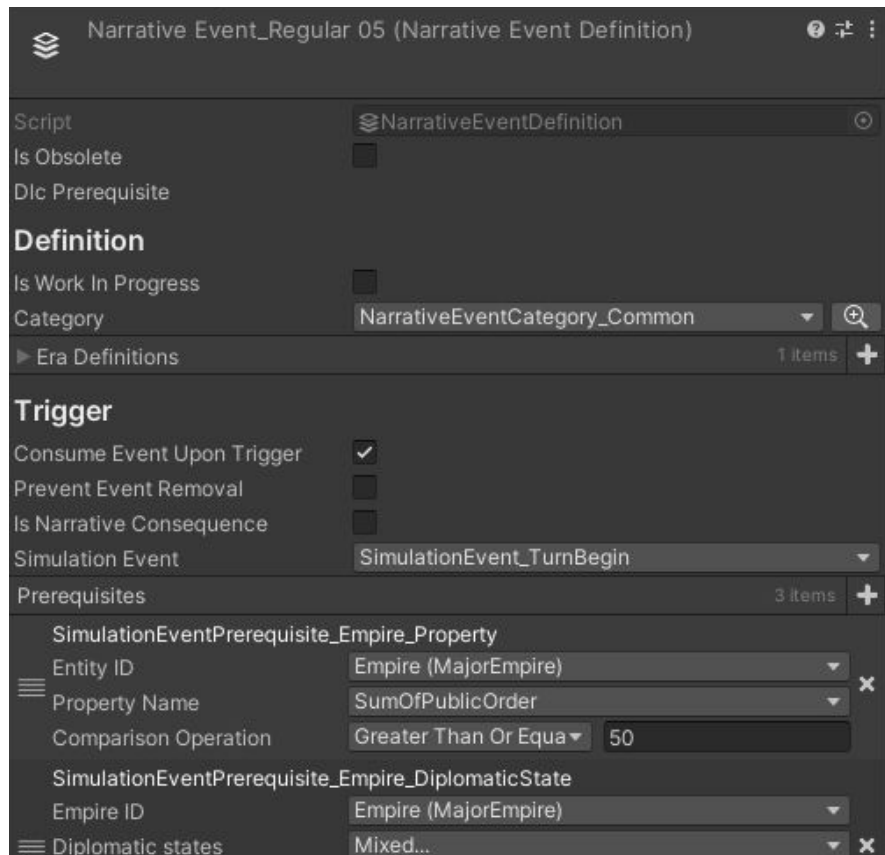 Narrative Event_Regular 05 (Narrative Event Definition)
Script NarrativeEventDefinition
Is Obsolete
Dlc Prerequisite
Definition
Is Work In Progress
Category NarrativeEventCategory_Common
Era Definitions 1 items
Trigger
Consume Event Upon Trigger
Prevent Event Removal
Is Narrative Consequence
Simulation Event SimulationEvent_TurnBegin
Prerequisites 3 items
SimulationEventPrerequisite_Empire_Property
Entity ID Empire (MajorEmpire)
Property Name SumOfPublicOrder
Comparison Operation Greater Than Or Equa 50
SimulationEventPrerequisite_Empire_DiplomaticState
Empire ID Empire (MajorEmpire)
Diplomatic states Mixed...